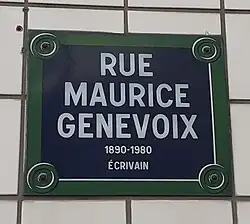 RUE
MAURICE
GENEVOIX
1890-1980
ÉCRIVAIN